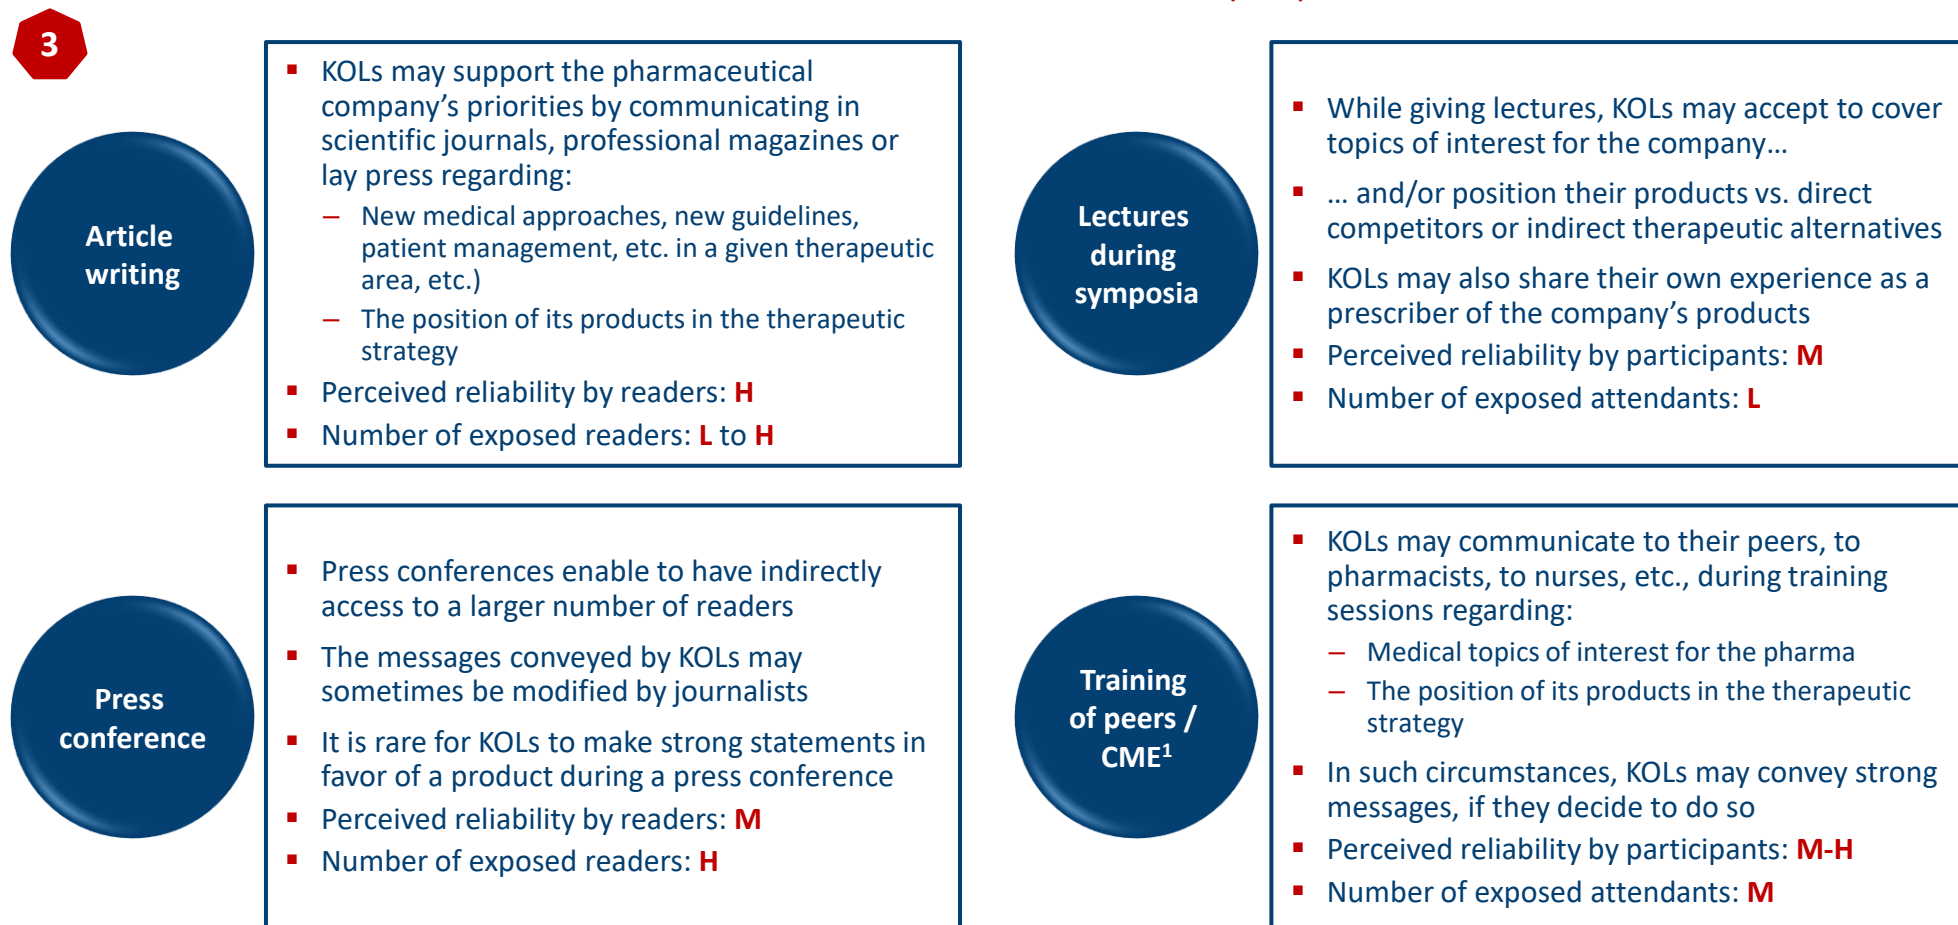 3
Article
writing
▪ KOLs may support the pharmaceutical
company’s priorities by communicating in
scientific journals, professional magazines or
lay press regarding:
– New medical approaches, new guidelines,
patient management, etc. in a given therapeutic
area, etc.)
– The position of its products in the therapeutic
strategy
▪ Perceived reliability by readers: H
▪ Number of exposed readers: L to H
Lectures
during
symposia
▪ While giving lectures, KOLs may accept to cover
topics of interest for the company…
▪ … and/or position their products vs. direct
competitors or indirect therapeutic alternatives
▪ KOLs may also share their own experience as a
prescriber of the company’s products
▪ Perceived reliability by participants: M
▪ Number of exposed attendants: L
Press
conference
▪ Press conferences enable to have indirectly
access to a larger number of readers
▪ The messages conveyed by KOLs may
sometimes be modified by journalists
▪ It is rare for KOLs to make strong statements in
favor of a product during a press conference
▪ Perceived reliability by readers: M
▪ Number of exposed readers: H
Training
of peers /
CME¹
▪ KOLs may communicate to their peers, to
pharmacists, to nurses, etc., during training
sessions regarding:
– Medical topics of interest for the pharma
– The position of its products in the therapeutic
strategy
▪ In such circumstances, KOLs may convey strong
messages, if they decide to do so
▪ Perceived reliability by participants: M-H
▪ Number of exposed attendants: M